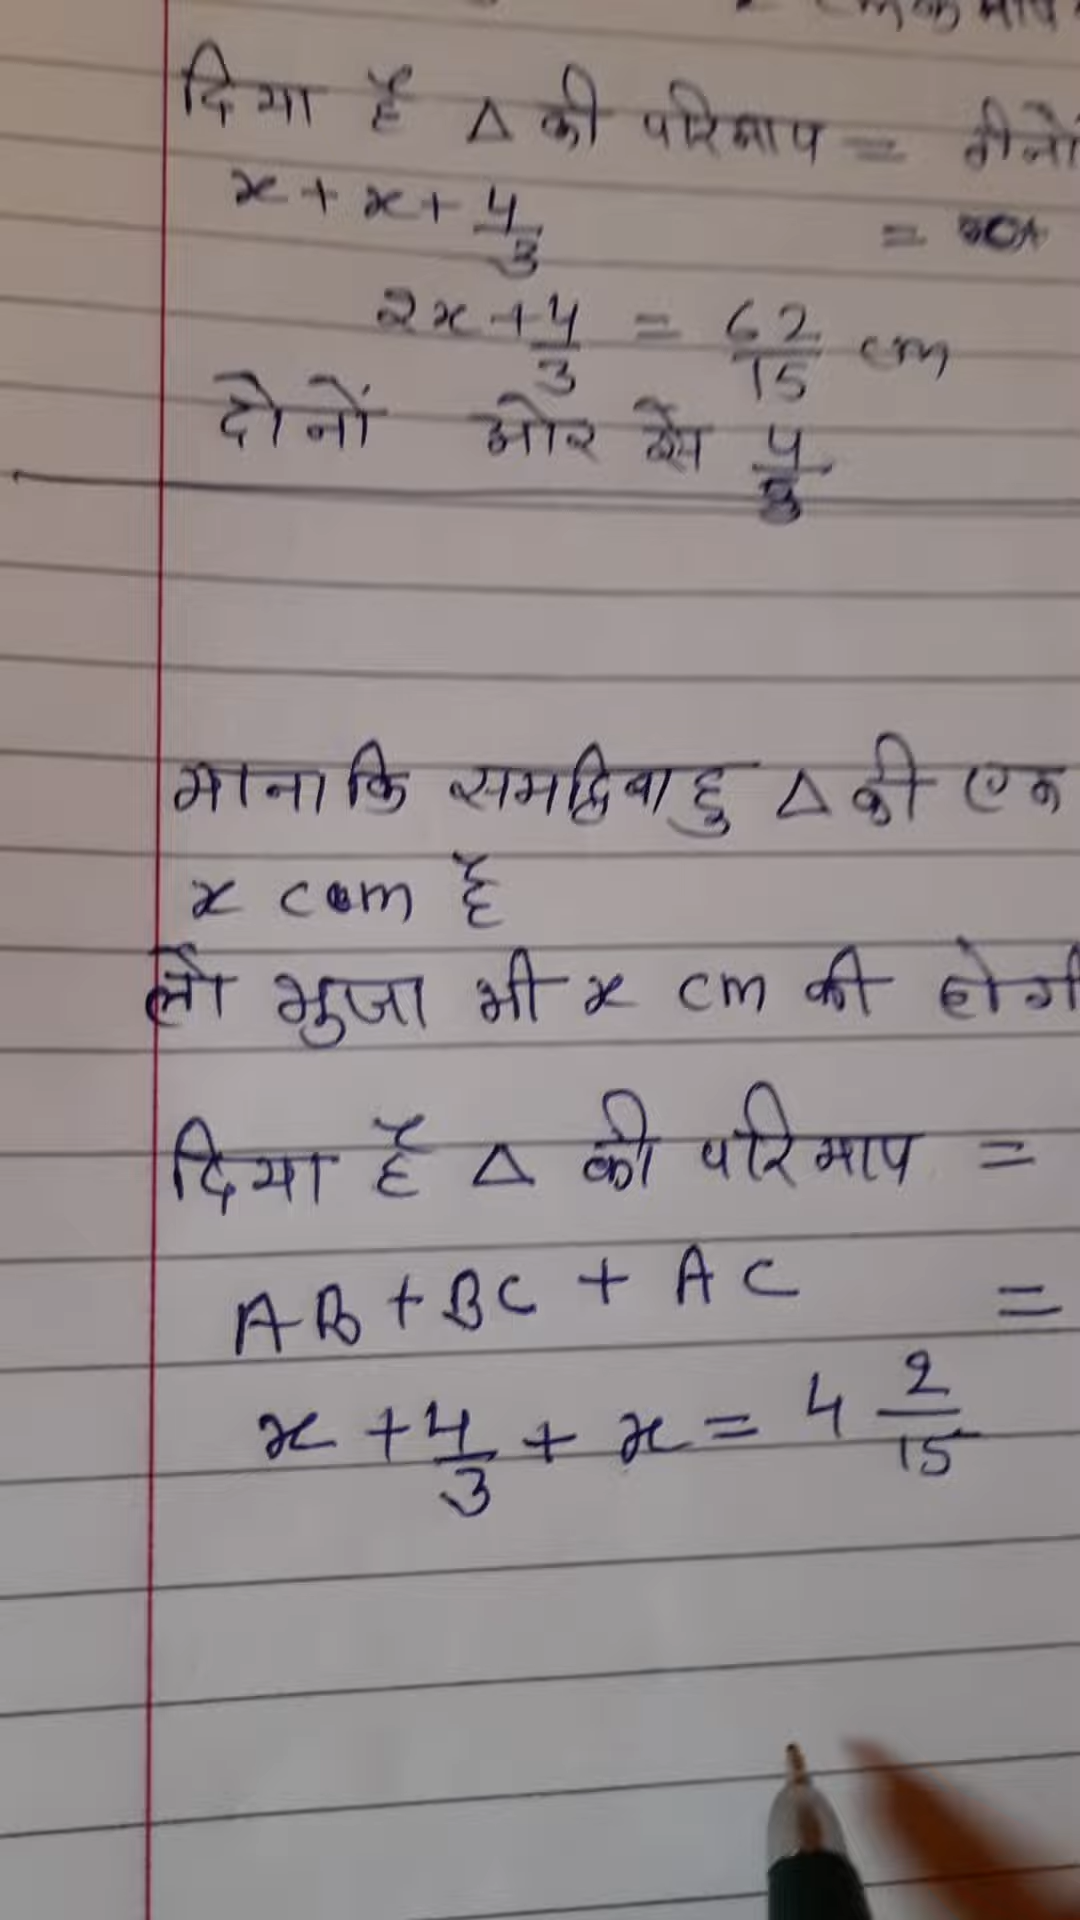 दिया है Δ की परिमाप =
x + x + 4/3 =
2x + 4/3 = 62/15 cm
दोनों ओर से 4/3
माना कि समद्विबाहु Δ की एक
x cm है
तो भुजा भी x cm की होगी
दिया है Δ की परिमाप =
AB + BC + AC =
x + 4/3 + x = 4 2/15